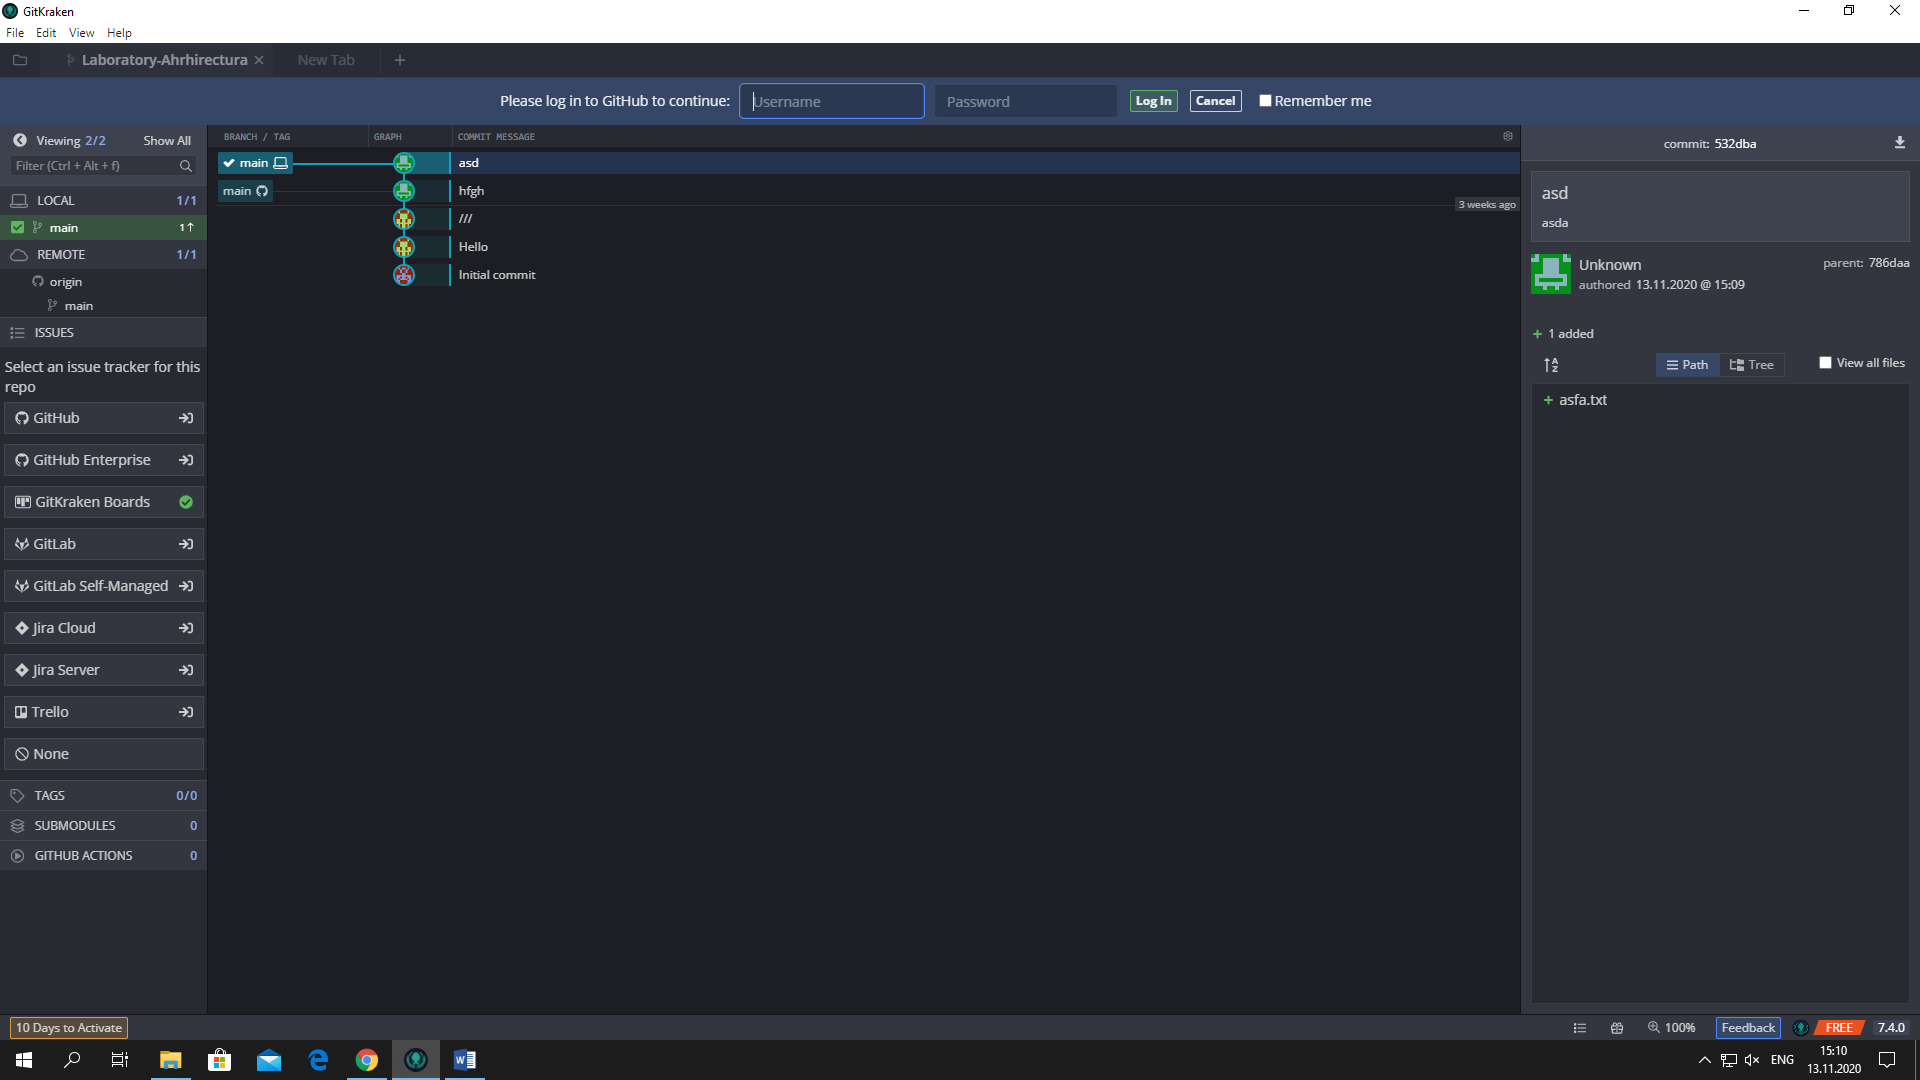 GitKraken
File Edit View Help
Laboratory-Ahrhirectura New Tab
Please log in to GitHub to continue: Username Password Log In Cancel Remember me
Viewing 2/2 Show All
Filter (Ctrl + Alt + f)
LOCAL 1/1
main 1↑
REMOTE 1/1
origin
main
ISSUES
Select an issue tracker for this
repo
GitHub
GitHub Enterprise
GitKraken Boards
GitLab
GitLab Self-Managed
Jira Cloud
Jira Server
Trello
None
TAGS 0/0
SUBMODULES 0
GITHUB ACTIONS 0
BRANCH / TAG GRAPH COMMIT MESSAGE
main asd
main hfgh
3 weeks ago
///
Hello
Initial commit
commit: 532dba
asd
asda
Unknown parent: 786daa
authored 13.11.2020 @ 15:09
+ 1 added
Path Tree View all files
+ asfa.txt
10 Days to Activate 100% Feedback FREE 7.4.0
ENG 15:10
13.11.2020